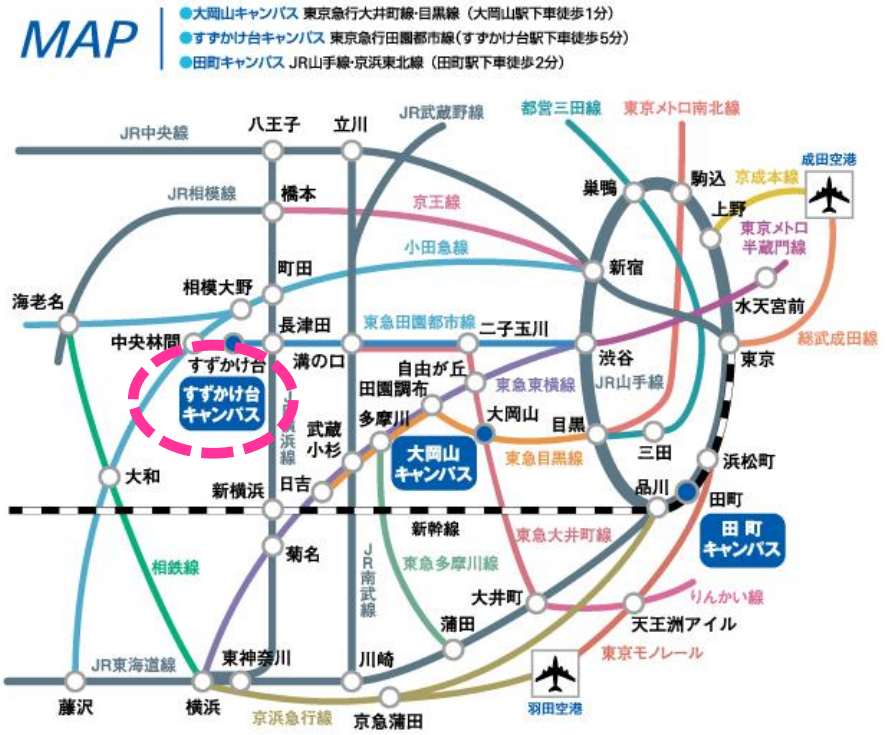 MAP
●大岡山キャンパス 東京急行大井町線・目黒線（大岡山駅下車徒歩1分）
●すずかけ台キャンパス 東京急行田園都市線（すずかけ台駅下車徒歩5分）
●田町キャンパス JR山手線・京浜東北線（田町駅下車徒歩2分）
JR武蔵野線
都営三田線
東京メトロ南北線
八王子
立川
JR中央線
成田空港
駒込
京成本線
巣鴨
JR相模線
橋本
京王線
上野
東京メトロ
半蔵門線
小田急線
町田
新宿
相模大野
海老名
水天宮前
長津田
東急田園都市線
二子玉川
総武成田線
中央林間
すずかけ台
溝の口
渋谷
東京
自由が丘
東急東横線
JR山手線
すずかけ台
キャンパス
田園調布
多摩川
大岡山
目黒
JR横浜線
武蔵
小杉
大岡山
キャンパス
東急目黒線
三田
浜松町
大和
新横浜
日吉
品川
田町
新幹線
東急大井町線
田町
キャンパス
菊名
相鉄線
JR南武線
東急多摩川線
大井町
りんかい線
蒲田
天王洲アイル
JR東海道線
東神奈川
川崎
東京モノレール
藤沢
横浜
京浜急行線
京急蒲田
羽田空港